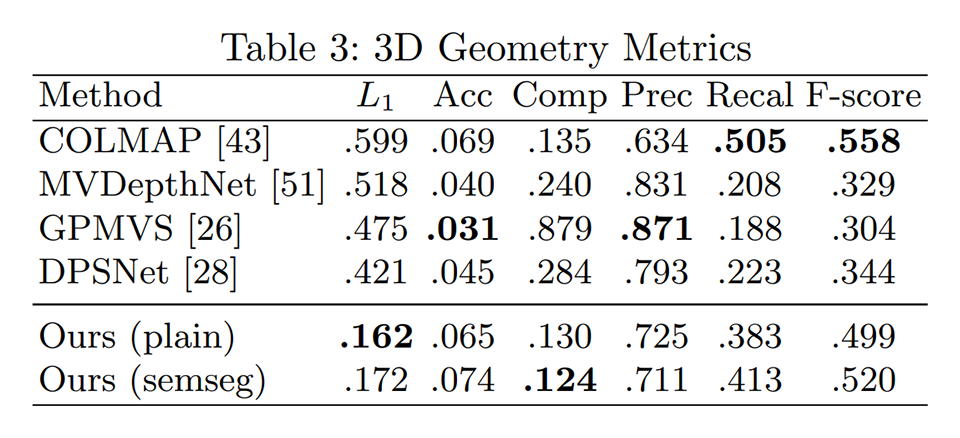 Table 3: 3D Geometry Metrics
Method L1 Acc Comp Prec Recal F-score
COLMAP [43] .599 .069 .135 .634 .505 .558
MVDepthNet [51] .518 .040 .240 .831 .208 .329
GPMVS [26] .475 .031 .879 .871 .188 .304
DPSNet [28] .421 .045 .284 .793 .223 .344
Ours (plain) .162 .065 .130 .725 .383 .499
Ours (semseg) .172 .074 .124 .711 .413 .520